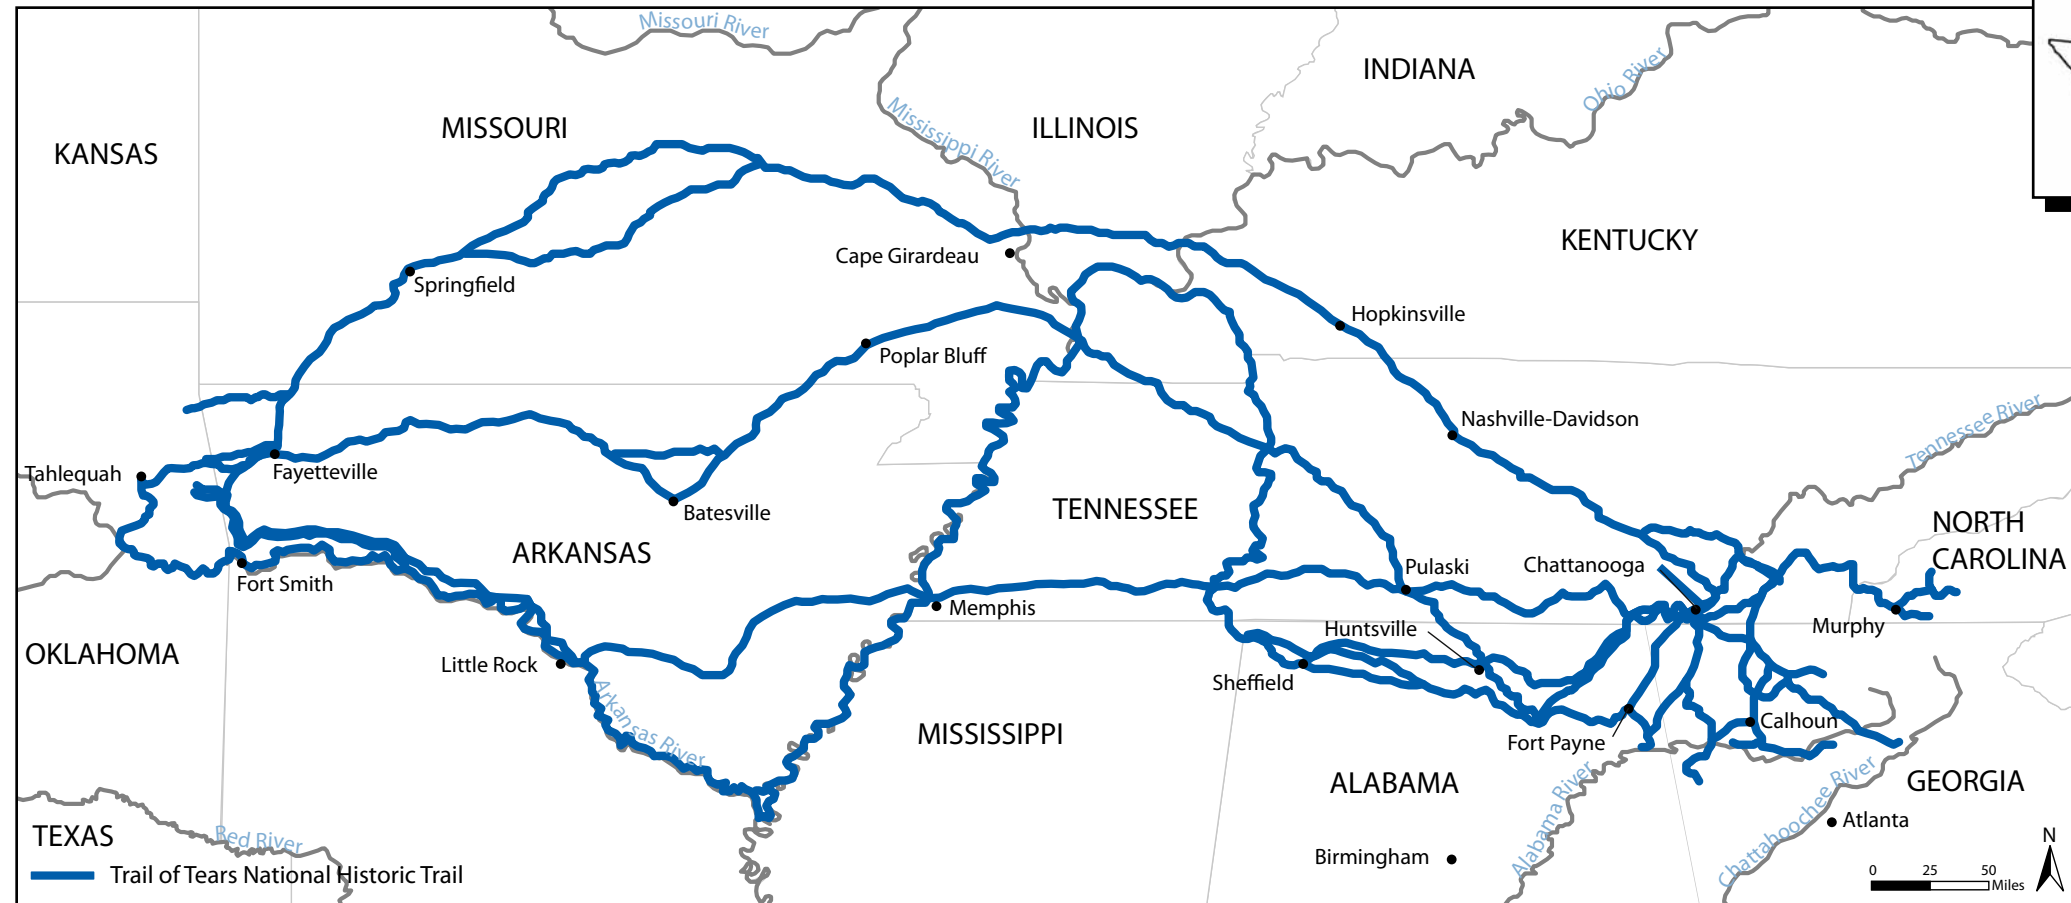 Missouri River
INDIANA
Ohio River
MISSOURI
Mississippi River
ILLINOIS
KANSAS
KENTUCKY
Cape Girardeau
Springfield
Hopkinsville
Poplar Bluff
Nashville-Davidson
Tennessee River
Tahlequah
Fayetteville
Batesville
TENNESSEE
NORTH
CAROLINA
ARKANSAS
Pulaski
Chattanooga
Fort Smith
Memphis
Huntsville
Murphy
OKLAHOMA
Little Rock
Sheffield
Arkansas River
MISSISSIPPI
Fort Payne
Calhoun
ALABAMA
Alabama River
Chattahoochee River
GEORGIA
TEXAS
Red River
Atlanta
Birmingham
N
Trail of Tears National Historic Trail
0 25 50
Miles